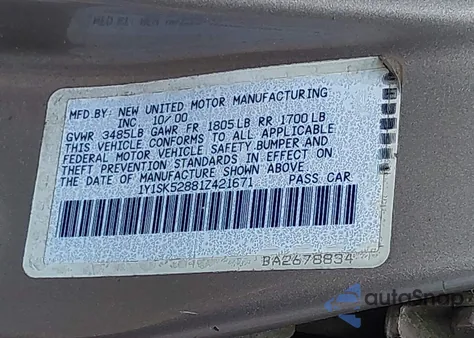 MFD.BY: NEW UNITED MOTOR MANUFACTURING
INC. 10/00
GVWR 3485LB GAWR FR 1805LB RR 1700LB
THIS VEHICLE CONFORMS TO ALL APPLICABLE
FEDERAL MOTOR VEHICLE SAFETY,BUMPER AND
THEFT PREVENTION STANDARDS IN EFFECT ON
THE DATE OF MANUFACTURE SHOWN ABOVE
1Y1SK52881Z421671 PASS CAR
BA2678834
autoSnap